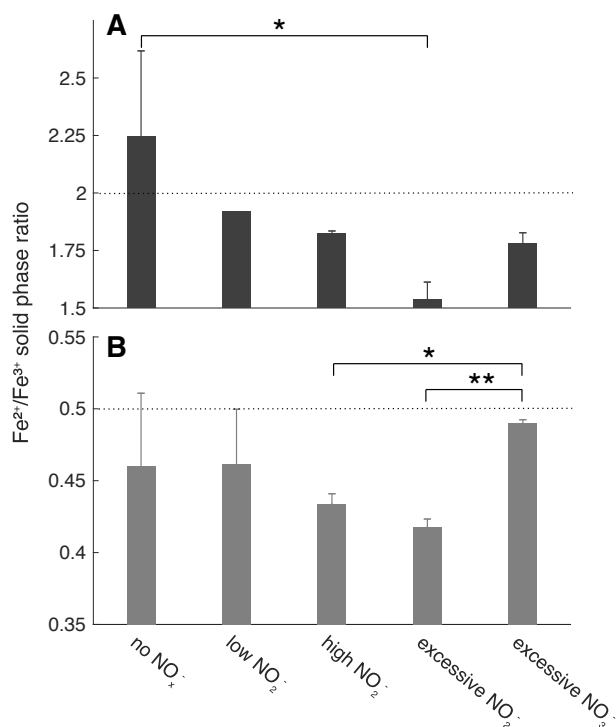 A
*
2.5
2.25
2
1.75
1.5
Fe²⁺/Fe³⁺ solid phase ratio
B
0.55
*
**
0.5
0.45
0.4
0.35
no NOₓ⁻
low NO₂⁻
high NO₂⁻
excessive NO₂⁻
excessive NO₃⁻